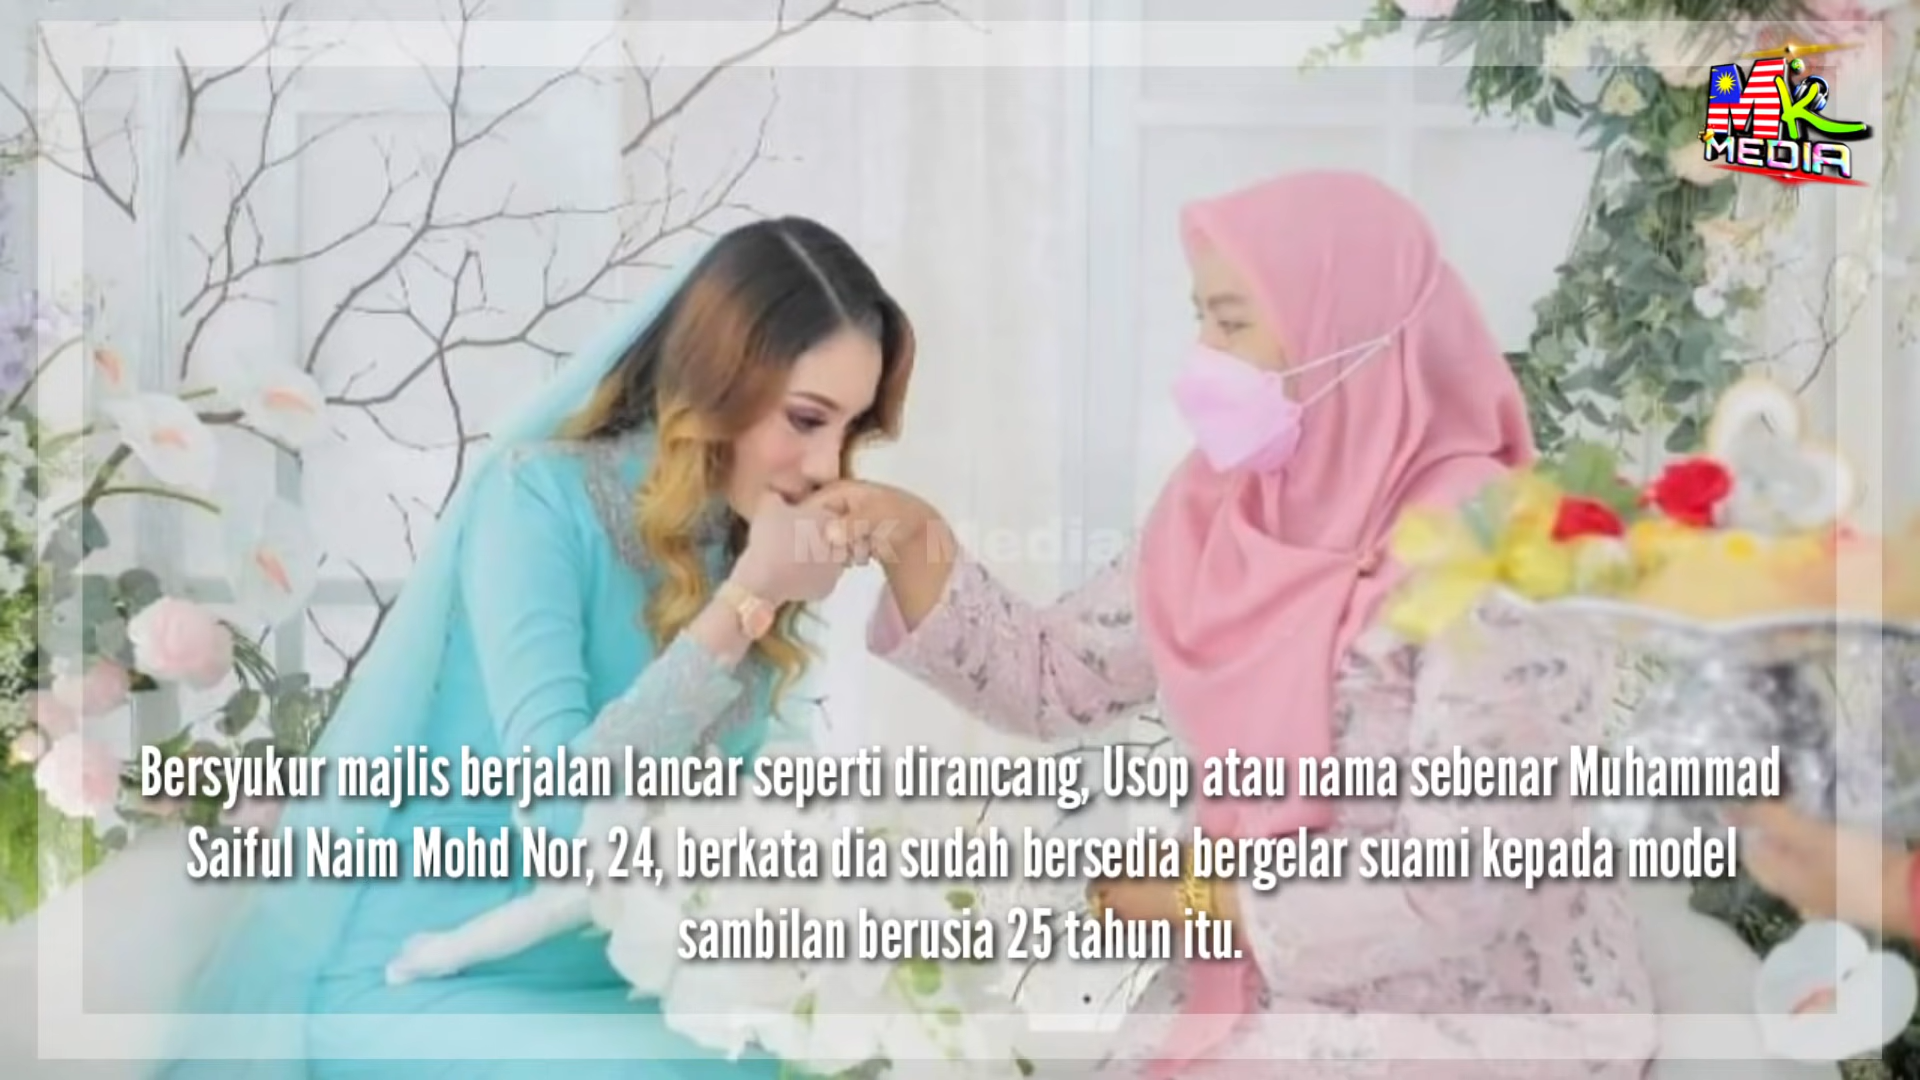 MK
MEDIA
MK Media
Bersyukur majlis berjalan lancar seperti dirancang, Usop atau nama sebenar Muhammad
Saiful Naim Mohd Nor, 24, berkata dia sudah bersedia bergelar suami kepada model
sambilan berusia 25 tahun itu.